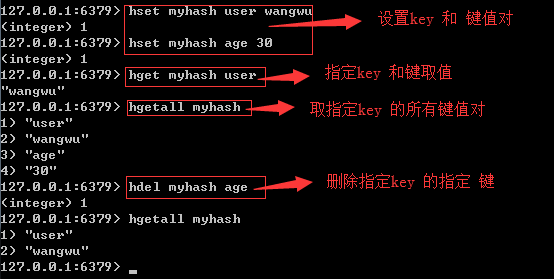 127.0.0.1:6379> hset myhash user wangwu
(integer) 1
设置key 和 键值对
127.0.0.1:6379> hset myhash age 30
(integer) 1
127.0.0.1:6379> hget myhash user
指定key 和键取值
"wangwu"
127.0.0.1:6379> hgetall myhash
取指定key 的所有键值对
1) "user"
2) "wangwu"
3) "age"
4) "30"
127.0.0.1:6379> hdel myhash age
删除指定key 的指定 键
(integer) 1
127.0.0.1:6379> hgetall myhash
1) "user"
2) "wangwu"
127.0.0.1:6379>